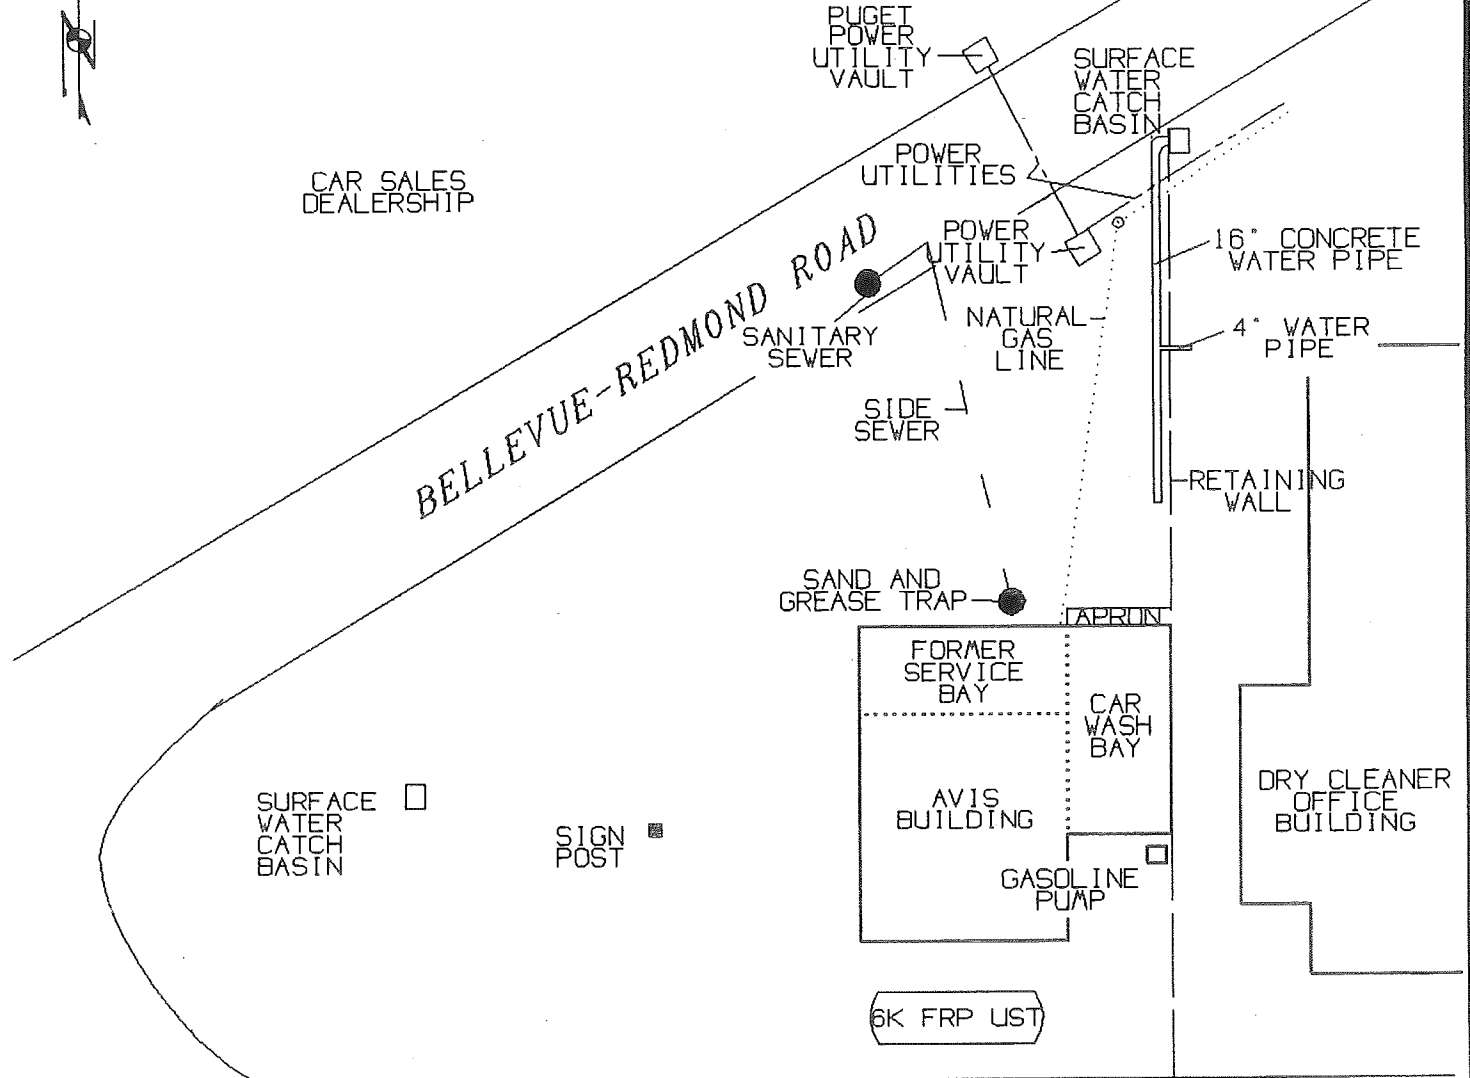 PUGET
POWER
UTILITY
VAULT
SURFACE
WATER
CATCH
BASIN
POWER
UTILITIES
CAR SALES
DEALERSHIP
POWER
UTILITY
VAULT
16" CONCRETE
WATER PIPE
BELLEVUE-REDMOND ROAD
SANITARY
SEWER
NATURAL
GAS
LINE
4" WATER
PIPE
SIDE
SEWER
RETAINING
WALL
SAND AND
GREASE TRAP
APRON
FORMER
SERVICE
BAY
CAR
WASH
BAY
SURFACE
WATER
CATCH
BASIN
SIGN
POST
AVIS
BUILDING
DRY CLEANER
OFFICE
BUILDING
GASOLINE
PUMP
6K FRP UST